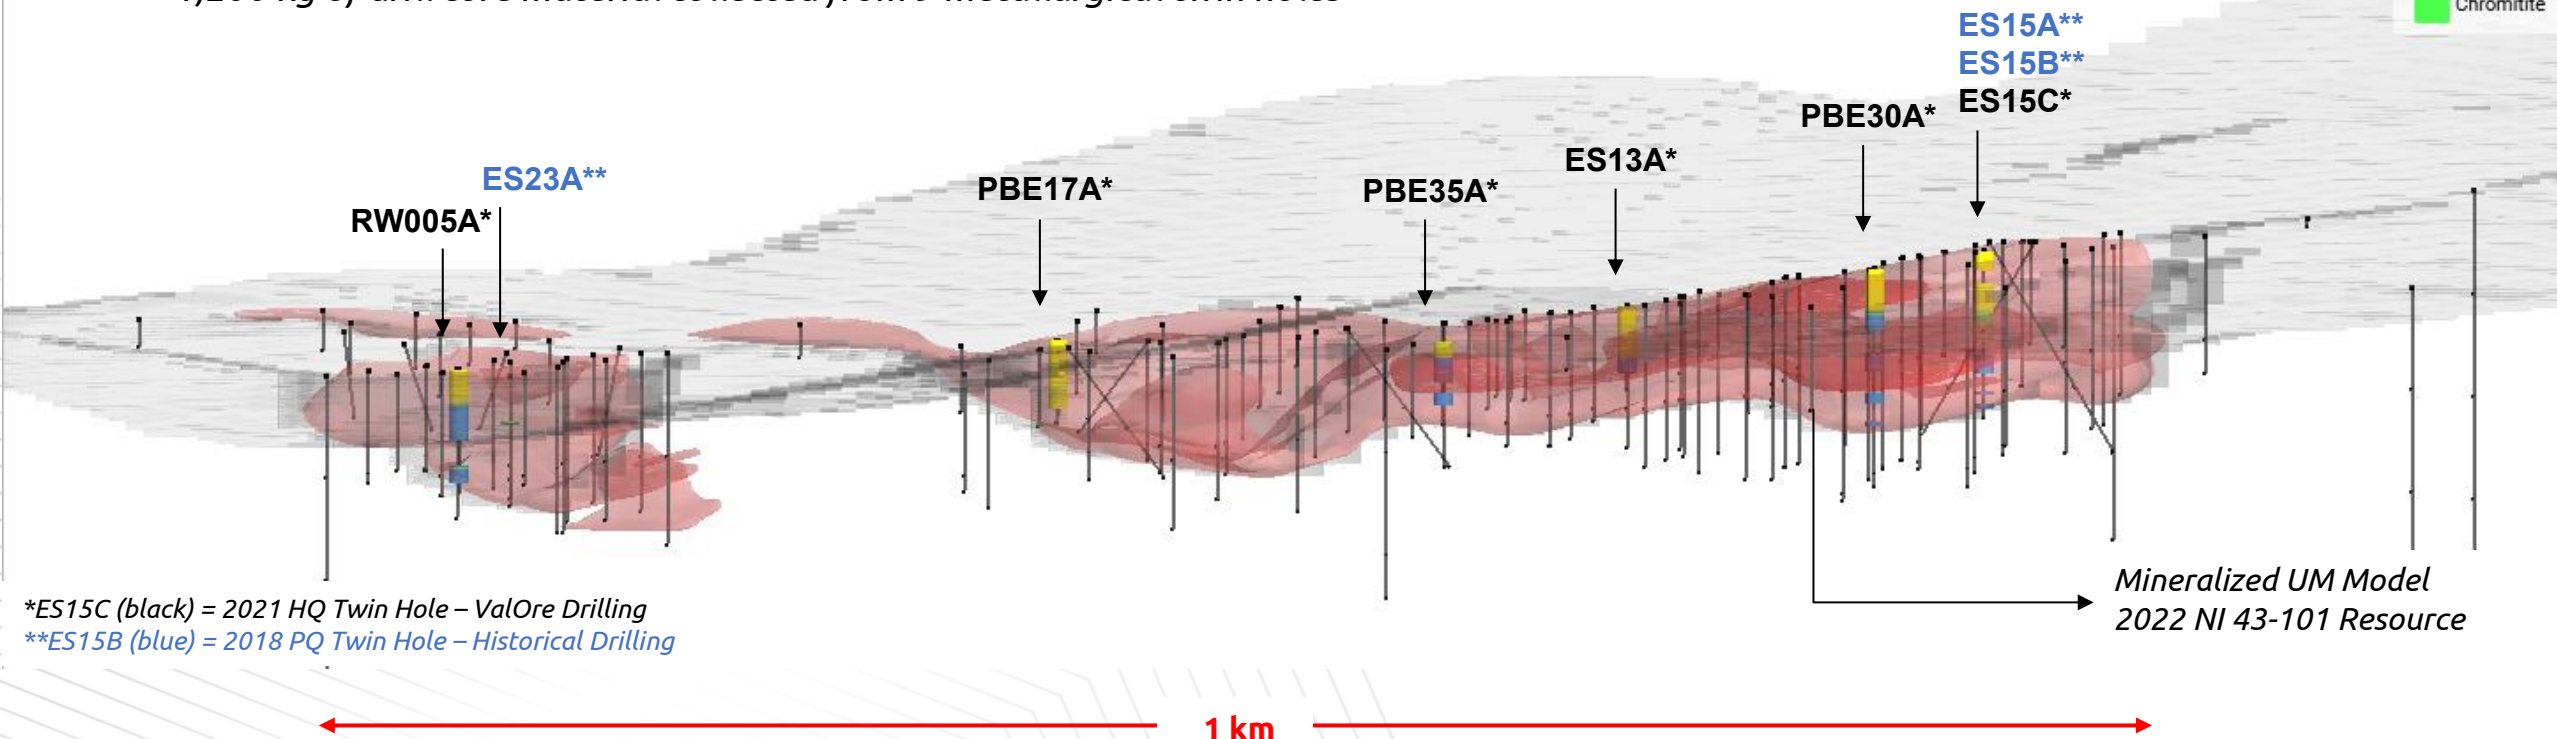 Chromitite
ES15A**
ES15B**
ES15C*
PBE30A*
ES13A*
ES23A**
PBE17A*
PBE35A*
RW005A*
Mineralized UM Model
2022 NI 43-101 Resource
*ES15C (black) = 2021 HQ Twin Hole – ValOre Drilling
**ES15B (blue) = 2018 PQ Twin Hole – Historical Drilling
1 km